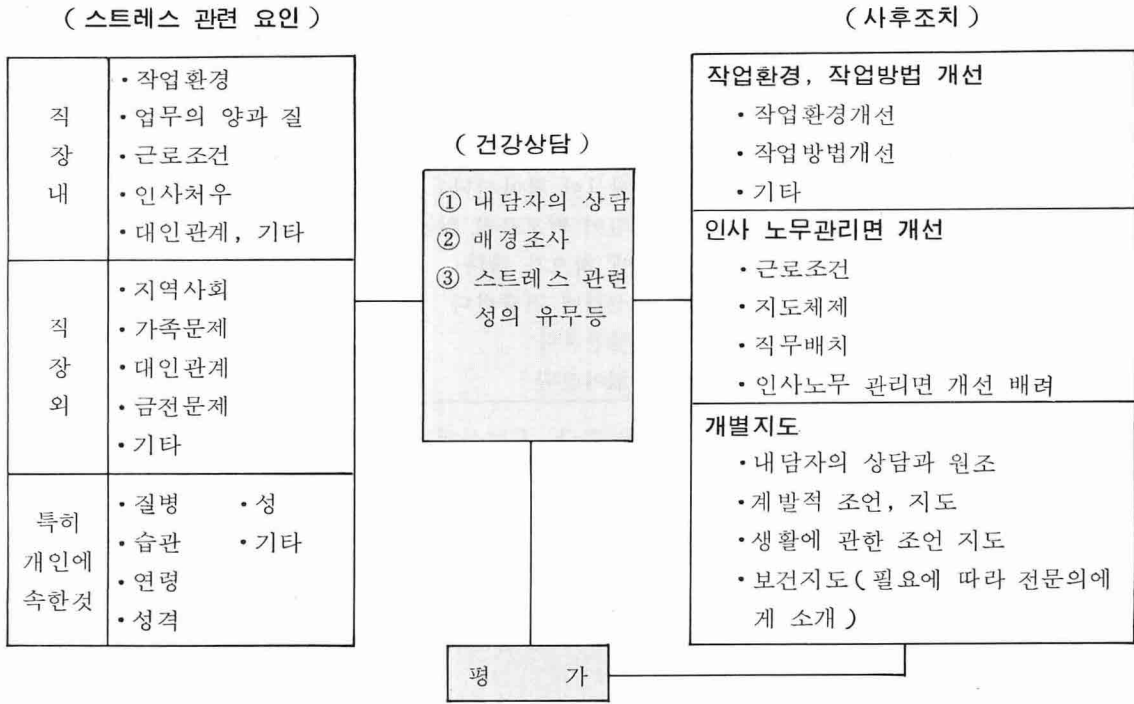 ( 스트레스 관련 요인 )
직
장
내
• 작업환경
• 업무의 양과 질
• 근로조건
• 인사처우
• 대인관계, 기타
직
장
외
• 지역사회
• 가족문제
• 대인관계
• 금전문제
• 기타
특히
개인에
속한것
• 질병 • 성
• 습관 • 기타
• 연령
• 성격
( 건강상담 )
① 내담자의 상담
② 배경조사
③ 스트레스 관련
성의 유무등
( 사후조치 )
작업환경, 작업방법 개선
• 작업환경개선
• 작업방법개선
• 기타
인사 노무관리면 개선
• 근로조건
• 지도체제
• 직무배치
• 인사노무 관리면 개선 배려
개별지도
• 내담자의 상담과 원조
• 계발적 조언, 지도
• 생활에 관한 조언 지도
• 보건지도 ( 필요에 따라 전문의에
게 소개 )
평 가